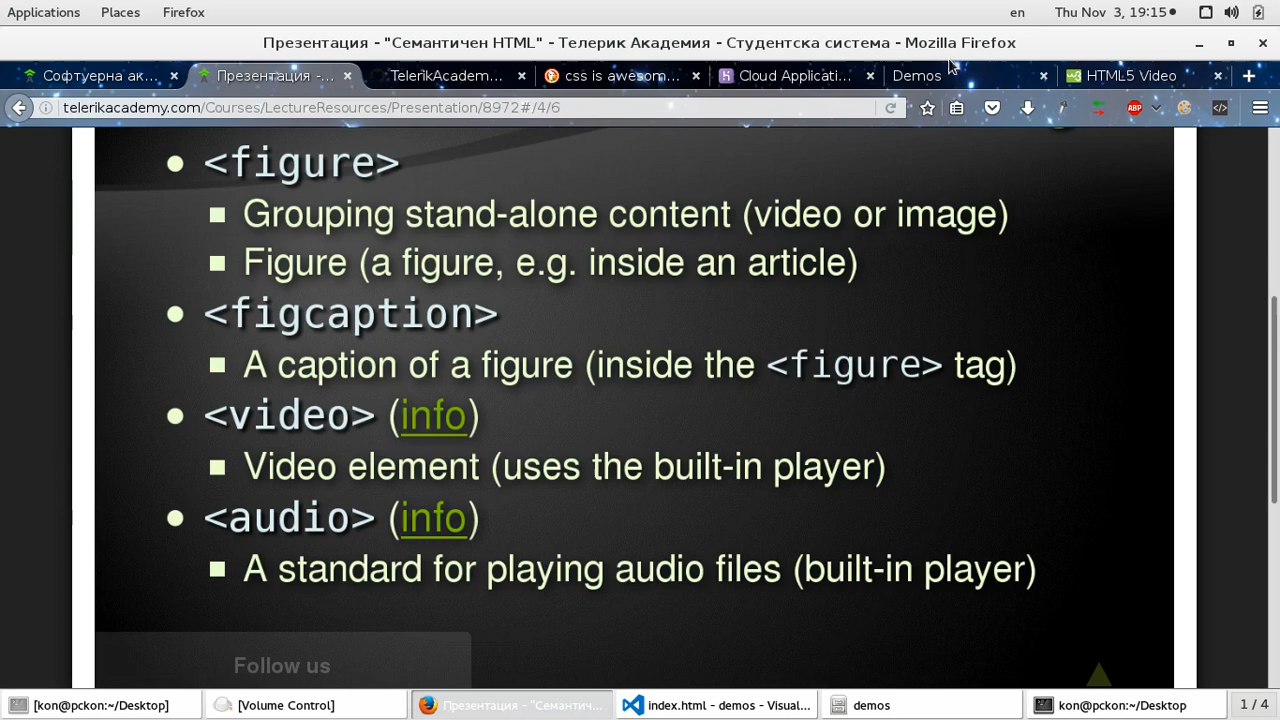 Applications Places Firefox en Thu Nov 3, 19:15
Презентация - "Семантичен HTML" - Телерик Академия - Студентска система - Mozilla Firefox
Софтуерна ак... Презентация -... TelerikAcadem... css is awesom... Cloud Applicati... Demos HTML5 Video
telerikacademy.com/Courses/LectureResources/Presentation/8972#/4/6 ABP
<figure>
Grouping stand-alone content (video or image)
Figure (a figure, e.g. inside an article)
<figcaption>
A caption of a figure (inside the <figure> tag)
<video> (info)
Video element (uses the built-in player)
<audio> (info)
A standard for playing audio files (built-in player)
Follow us
[kon@pckon:~/Desktop] [Volume Control] Презентация - "Семантич... index.html - demos - Visual... demos kon@pckon:~/Desktop 1 / 4